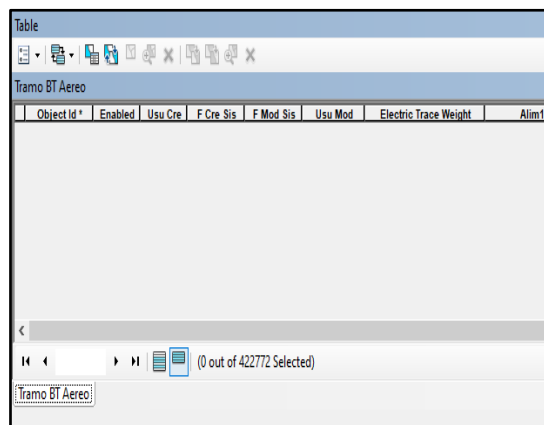 Table
Tramo BT Aereo
Object Id * Enabled Usu Cre F Cre Sis F Mod Sis Usu Mod Electric Trace Weight Alim1
(0 out of 422772 Selected)
Tramo BT Aereo